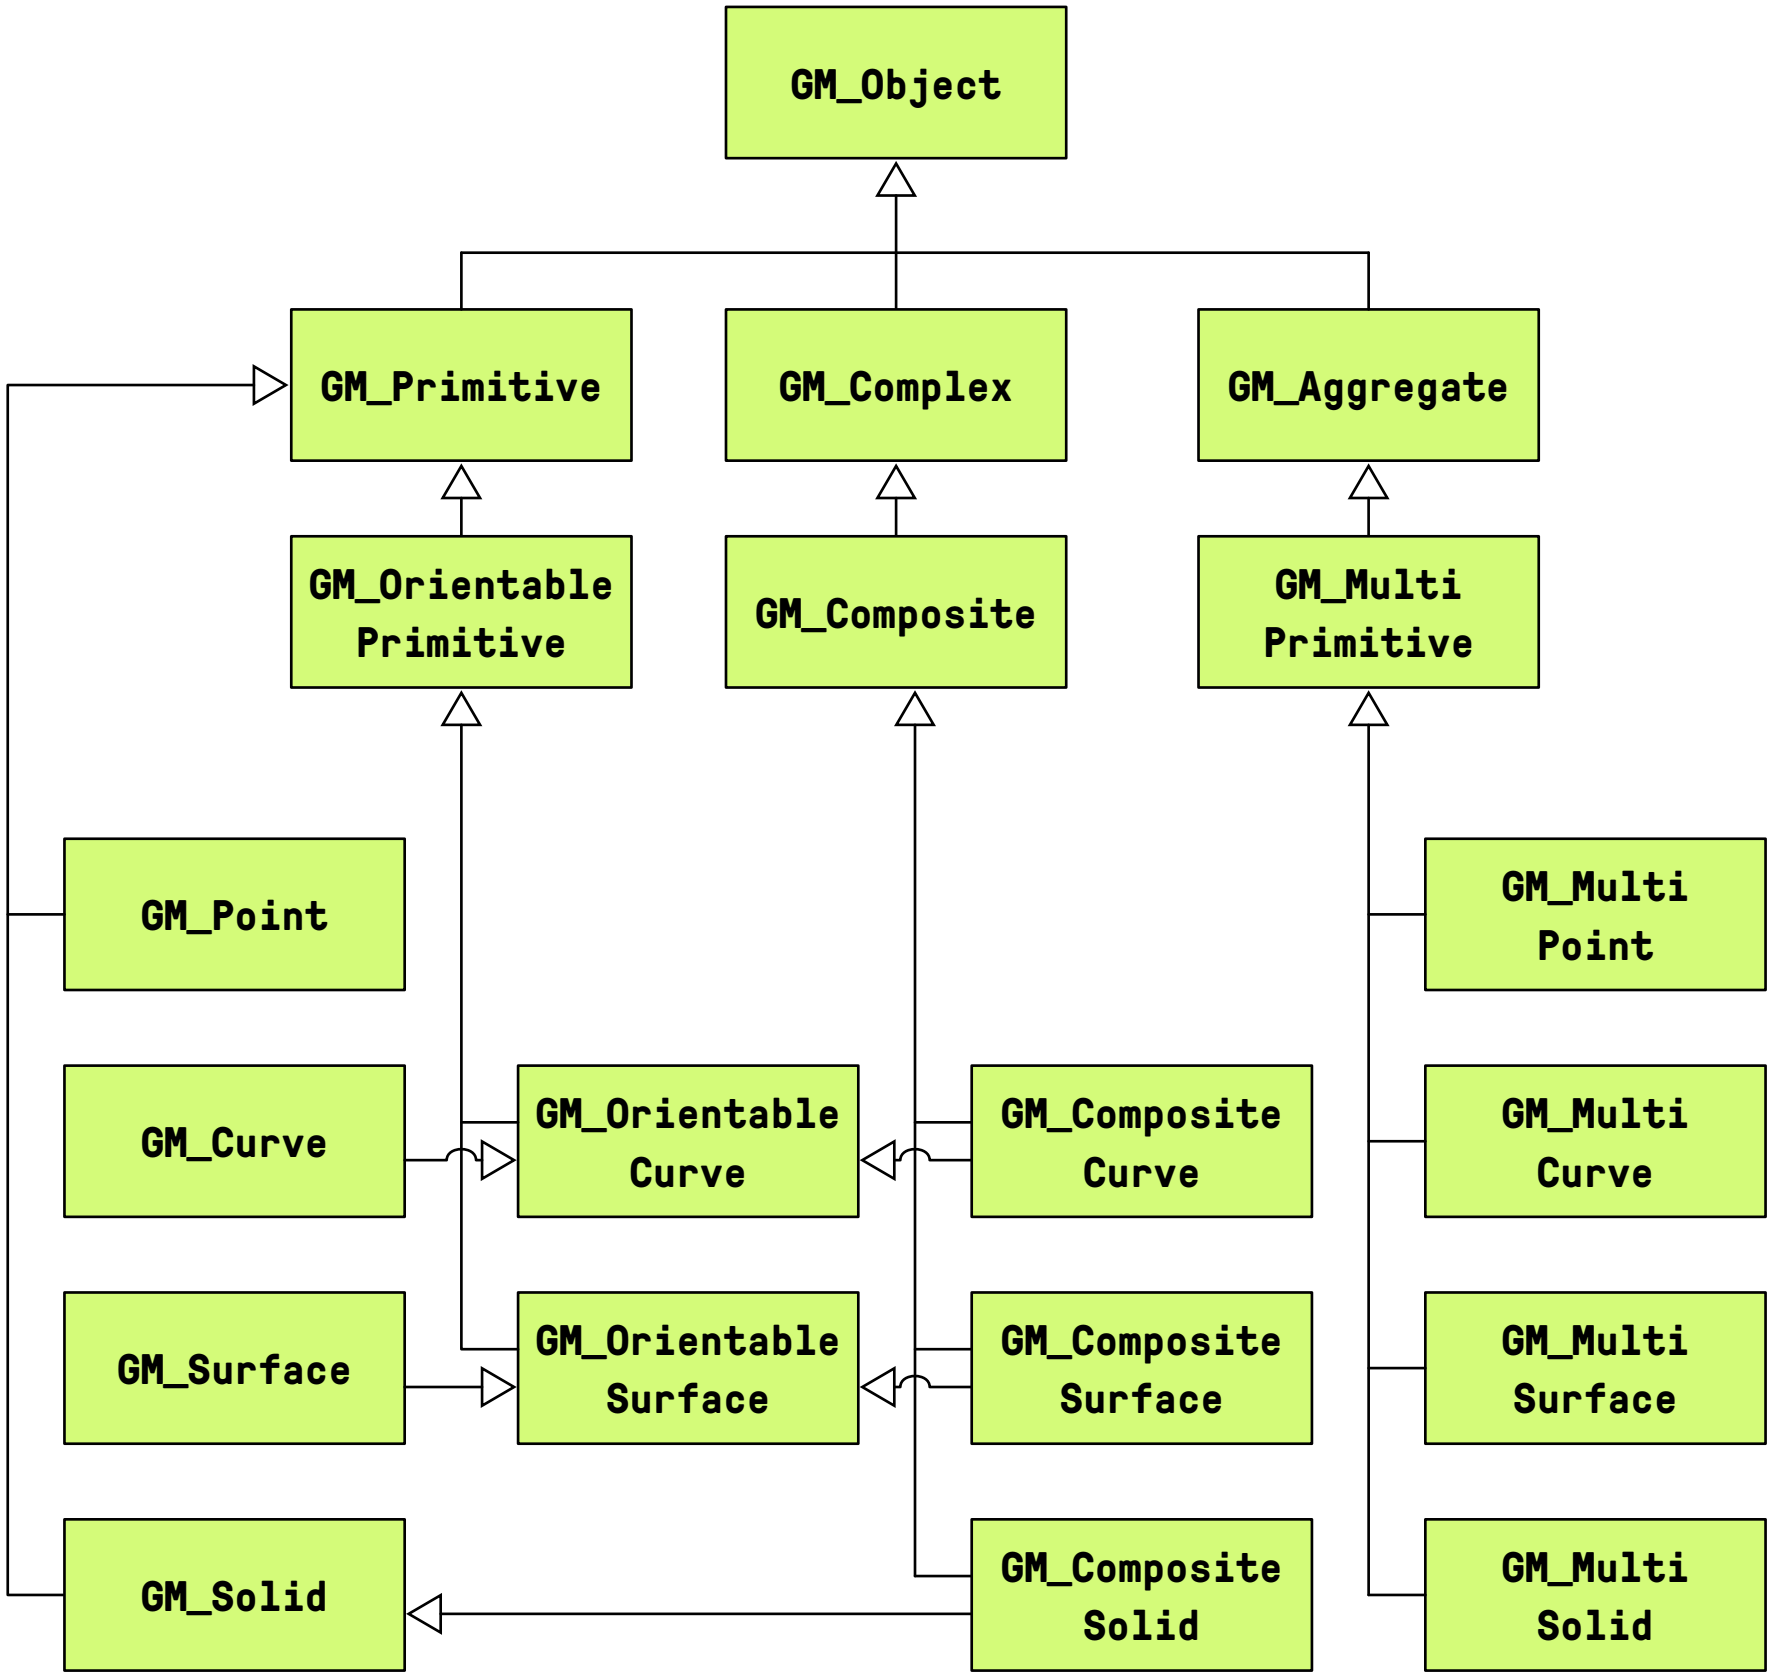 GM_Object
GM_Primitive
GM_Complex
GM_Aggregate
GM_Orientable
Primitive
GM_Composite
GM_Multi
Primitive
GM_Point
GM_Multi
Point
GM_Curve
GM_Orientable
Curve
GM_Composite
Curve
GM_Multi
Curve
GM_Surface
GM_Orientable
Surface
GM_Composite
Surface
GM_Multi
Surface
GM_Solid
GM_Composite
Solid
GM_Multi
Solid